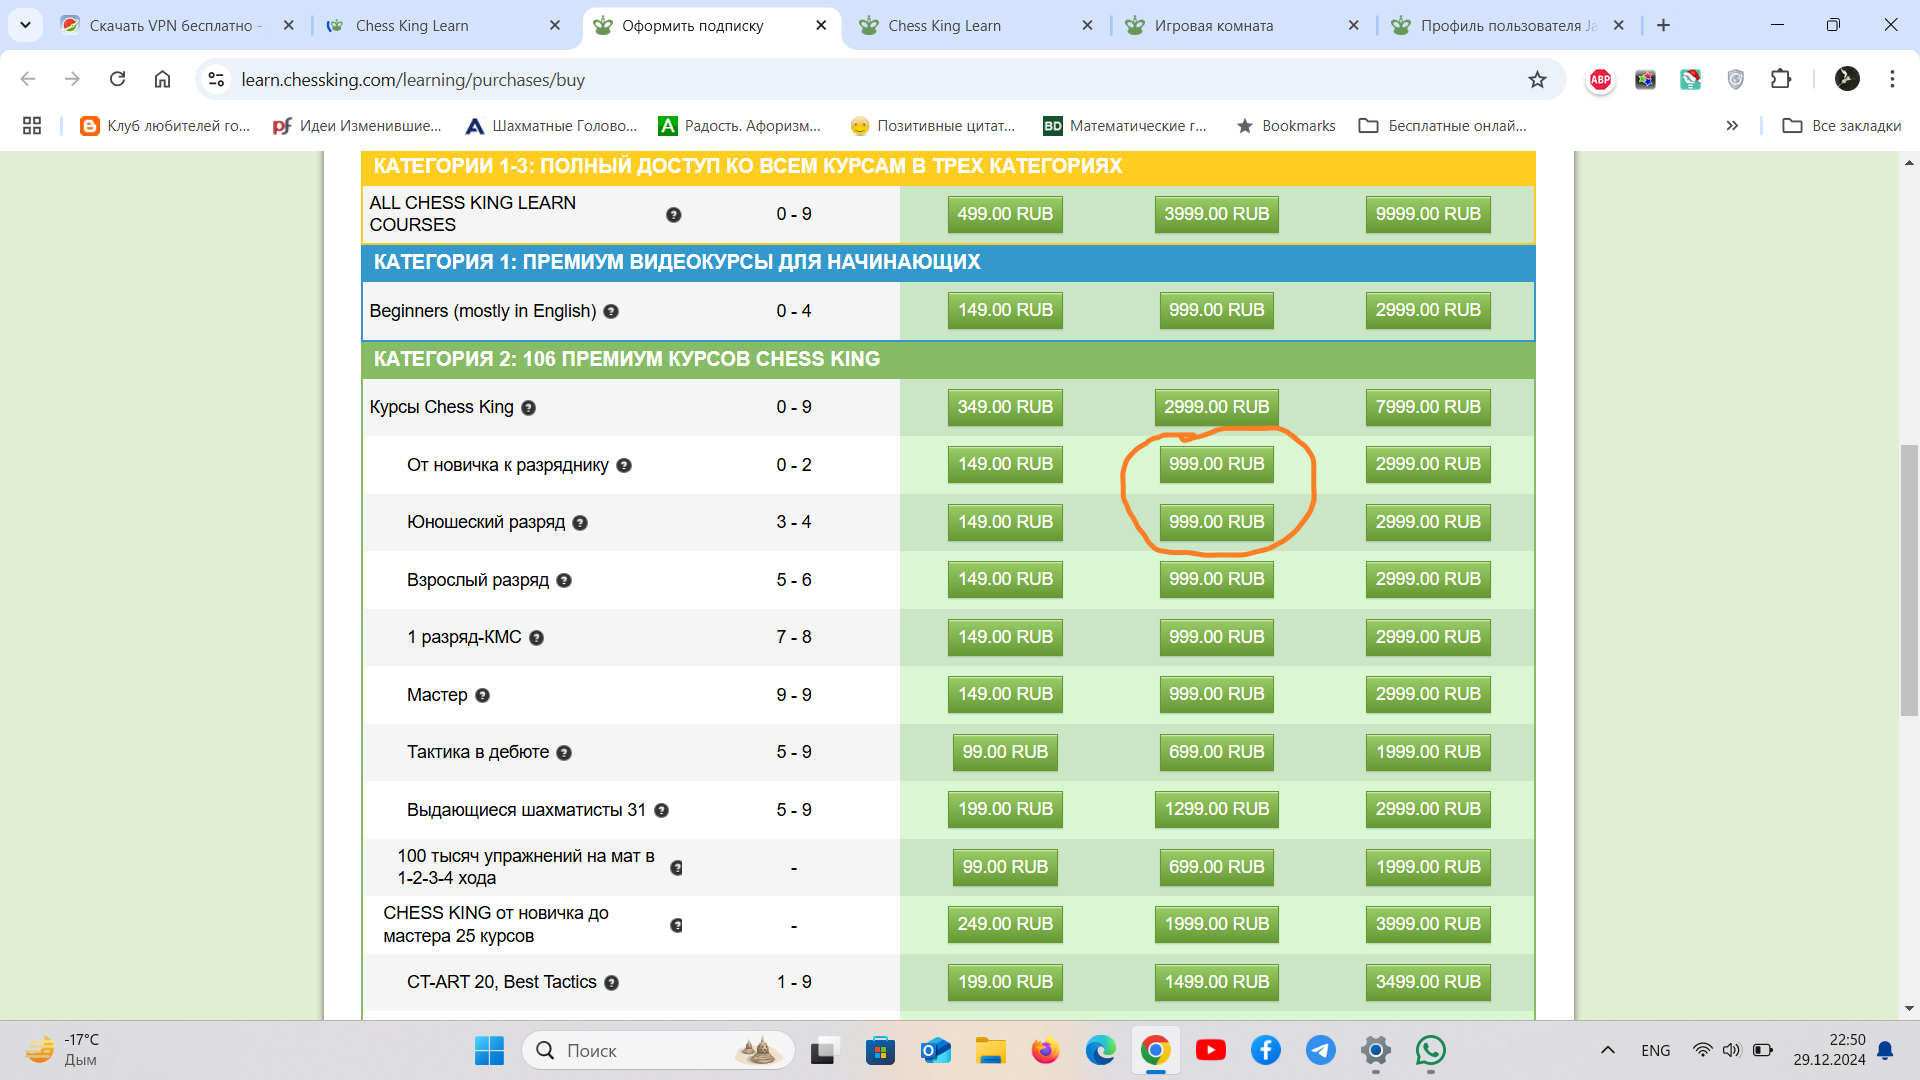 Скачать VPN бесплатно -
Chess King Learn
Оформить подписку
Chess King Learn
Игровая комната
Профиль пользователя Ja
learn.chessking.com/learning/purchases/buy
ABP
Клуб любителей го...
Идеи Изменившие...
Шахматные Голово...
Радость. Афоризм...
Позитивные цитат...
BD Математические г...
Bookmarks
Бесплатные онлай...
Все закладки
КАТЕГОРИИ 1-3: ПОЛНЫЙ ДОСТУП КО ВСЕМ КУРСАМ В ТРЕХ КАТЕГОРИЯХ
ALL CHESS KING LEARN
COURSES
0 - 9 499.00 RUB 3999.00 RUB 9999.00 RUB
КАТЕГОРИЯ 1: ПРЕМИУМ ВИДЕОКУРСЫ ДЛЯ НАЧИНАЮЩИХ
Beginners (mostly in English) 0 - 4 149.00 RUB 999.00 RUB 2999.00 RUB
КАТЕГОРИЯ 2: 106 ПРЕМИУМ КУРСОВ CHESS KING
Курсы Chess King 0 - 9 349.00 RUB 2999.00 RUB 7999.00 RUB
От новичка к разряднику 0 - 2 149.00 RUB 999.00 RUB 2999.00 RUB
Юношеский разряд 3 - 4 149.00 RUB 999.00 RUB 2999.00 RUB
Взрослый разряд 5 - 6 149.00 RUB 999.00 RUB 2999.00 RUB
1 разряд-КМС 7 - 8 149.00 RUB 999.00 RUB 2999.00 RUB
Мастер 9 - 9 149.00 RUB 999.00 RUB 2999.00 RUB
Тактика в дебюте 5 - 9 99.00 RUB 699.00 RUB 1999.00 RUB
Выдающиеся шахматисты 31 5 - 9 199.00 RUB 1299.00 RUB 2999.00 RUB
100 тысяч упражнений на мат в
1-2-3-4 хода
- 99.00 RUB 699.00 RUB 1999.00 RUB
CHESS KING от новичка до
мастера 25 курсов
- 249.00 RUB 1999.00 RUB 3999.00 RUB
CT-ART 20, Best Tactics 1 - 9 199.00 RUB 1499.00 RUB 3499.00 RUB
-17°C
Дым
Поиск
ENG
22:50
29.12.2024